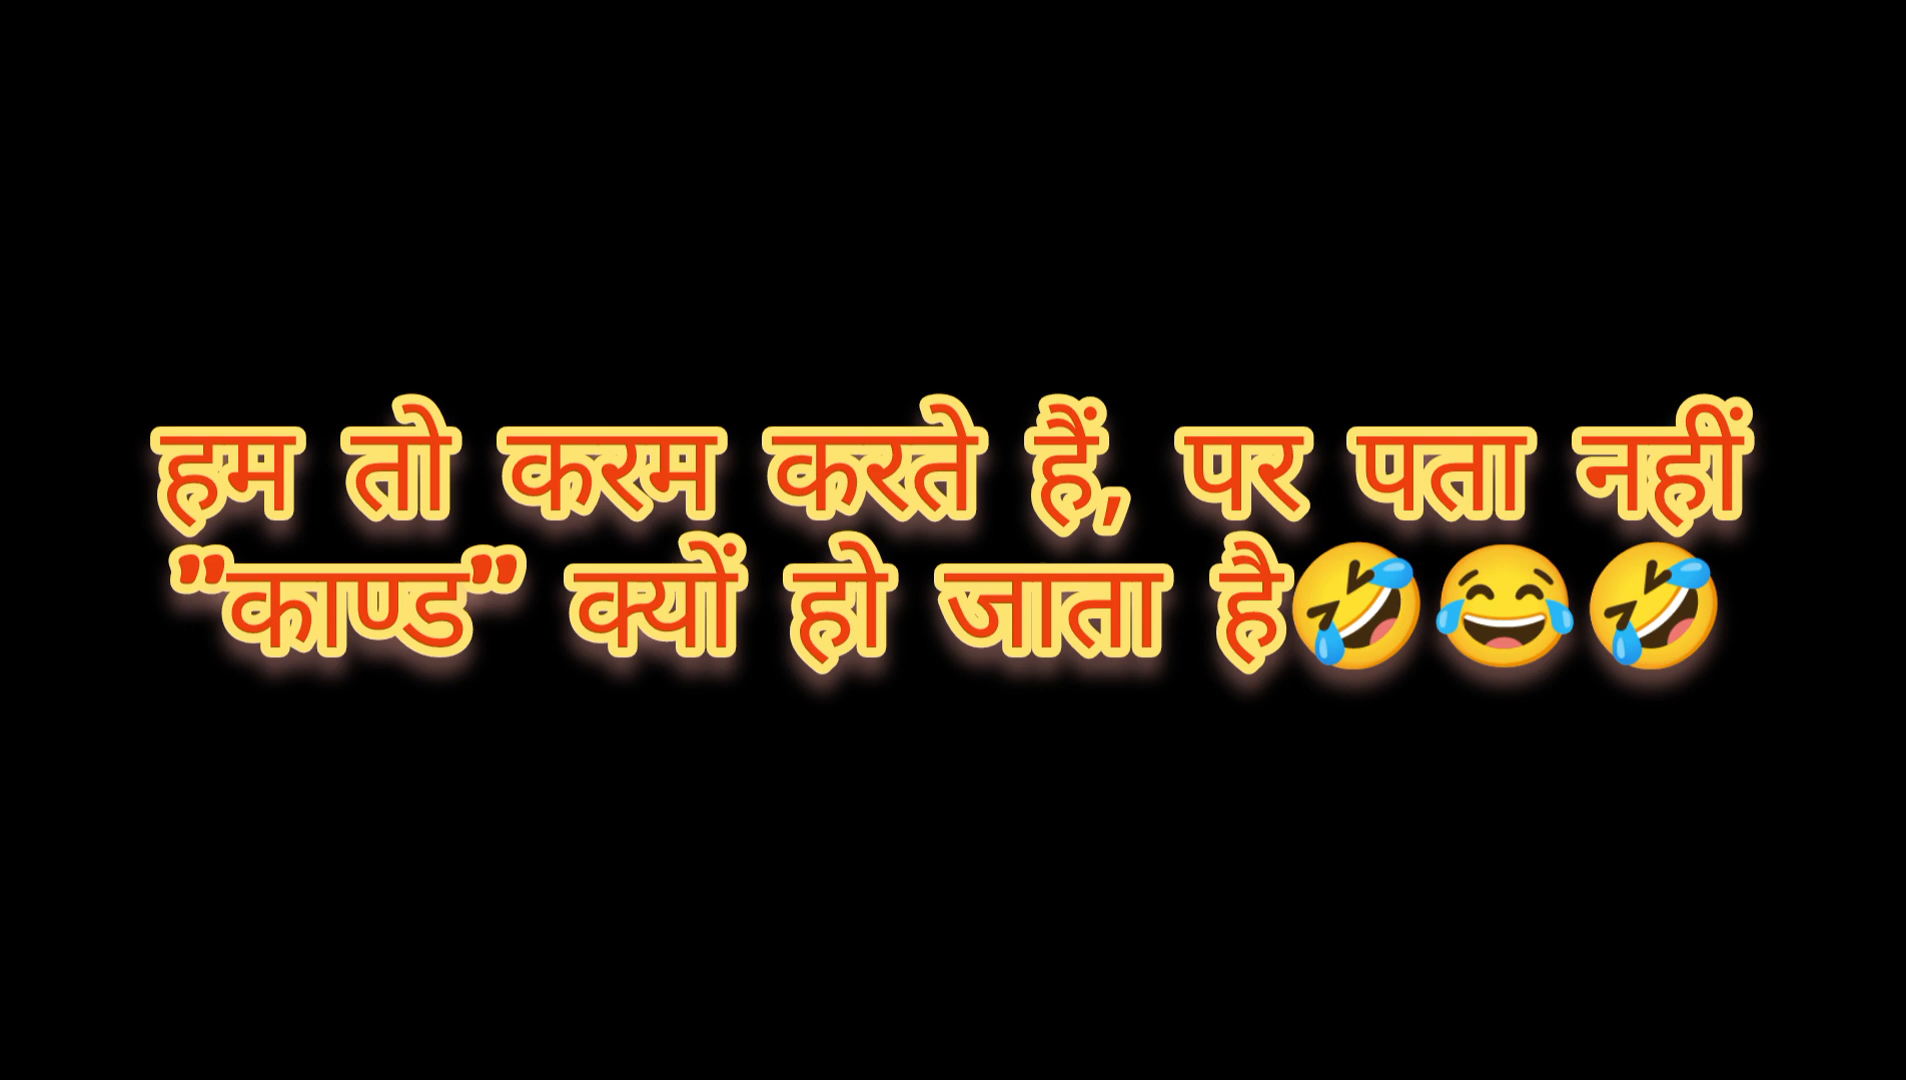 हम तो करम करते हैं, पर पता नहीं
”काण्ड” क्यों हो जाता है🤣😂🤣